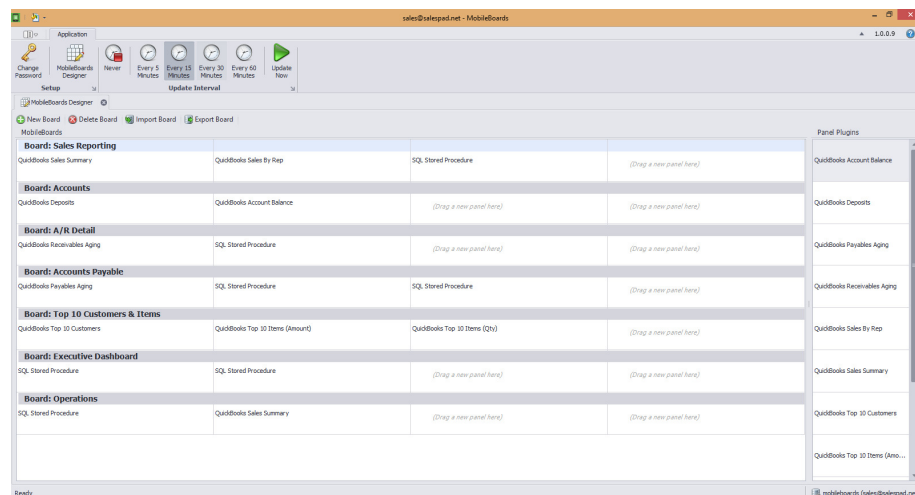 sales@salespad.net - MobileBoards
Application
1.0.0.9
Change Password
MobileBoards Designer
Never
Every 5 Minutes
Every 15 Minutes
Every 30 Minutes
Every 60 Minutes
Update Now
Setup
Update Interval
MobileBoards Designer
New Board Delete Board Import Board Export Board
MobileBoards
Panel Plugins
Board: Sales Reporting
QuickBooks Sales Summary QuickBooks Sales By Rep SQL Stored Procedure (Drag a new panel here)
Board: Accounts
QuickBooks Deposits QuickBooks Account Balance (Drag a new panel here) (Drag a new panel here)
Board: A/R Detail
QuickBooks Receivables Aging SQL Stored Procedure (Drag a new panel here) (Drag a new panel here)
Board: Accounts Payable
QuickBooks Payables Aging SQL Stored Procedure SQL Stored Procedure (Drag a new panel here)
Board: Top 10 Customers & Items
QuickBooks Top 10 Customers QuickBooks Top 10 Items (Amount) QuickBooks Top 10 Items (Qty) (Drag a new panel here)
Board: Executive Dashboard
SQL Stored Procedure SQL Stored Procedure (Drag a new panel here) (Drag a new panel here)
Board: Operations
SQL Stored Procedure QuickBooks Sales Summary (Drag a new panel here) (Drag a new panel here)
QuickBooks Account Balance
QuickBooks Deposits
QuickBooks Payables Aging
QuickBooks Receivables Aging
QuickBooks Sales By Rep
QuickBooks Sales Summary
QuickBooks Top 10 Customers
QuickBooks Top 10 Items (Amo...
Ready
mobileboards (sales@salespad.ne